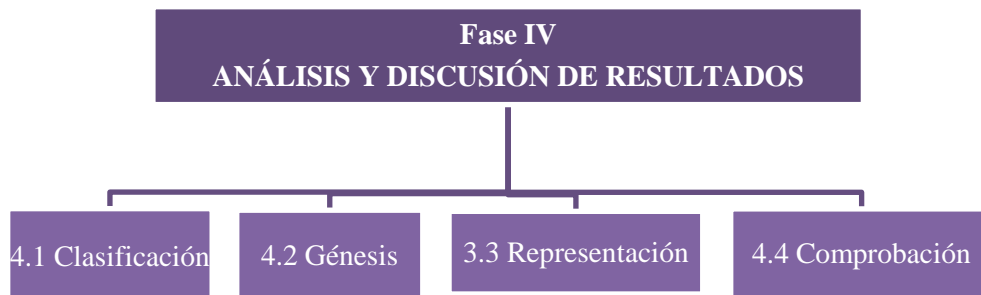 Fase IV
ANÁLISIS Y DISCUSIÓN DE RESULTADOS
4.1 Clasificación
4.2 Génesis
3.3 Representación
4.4 Comprobación